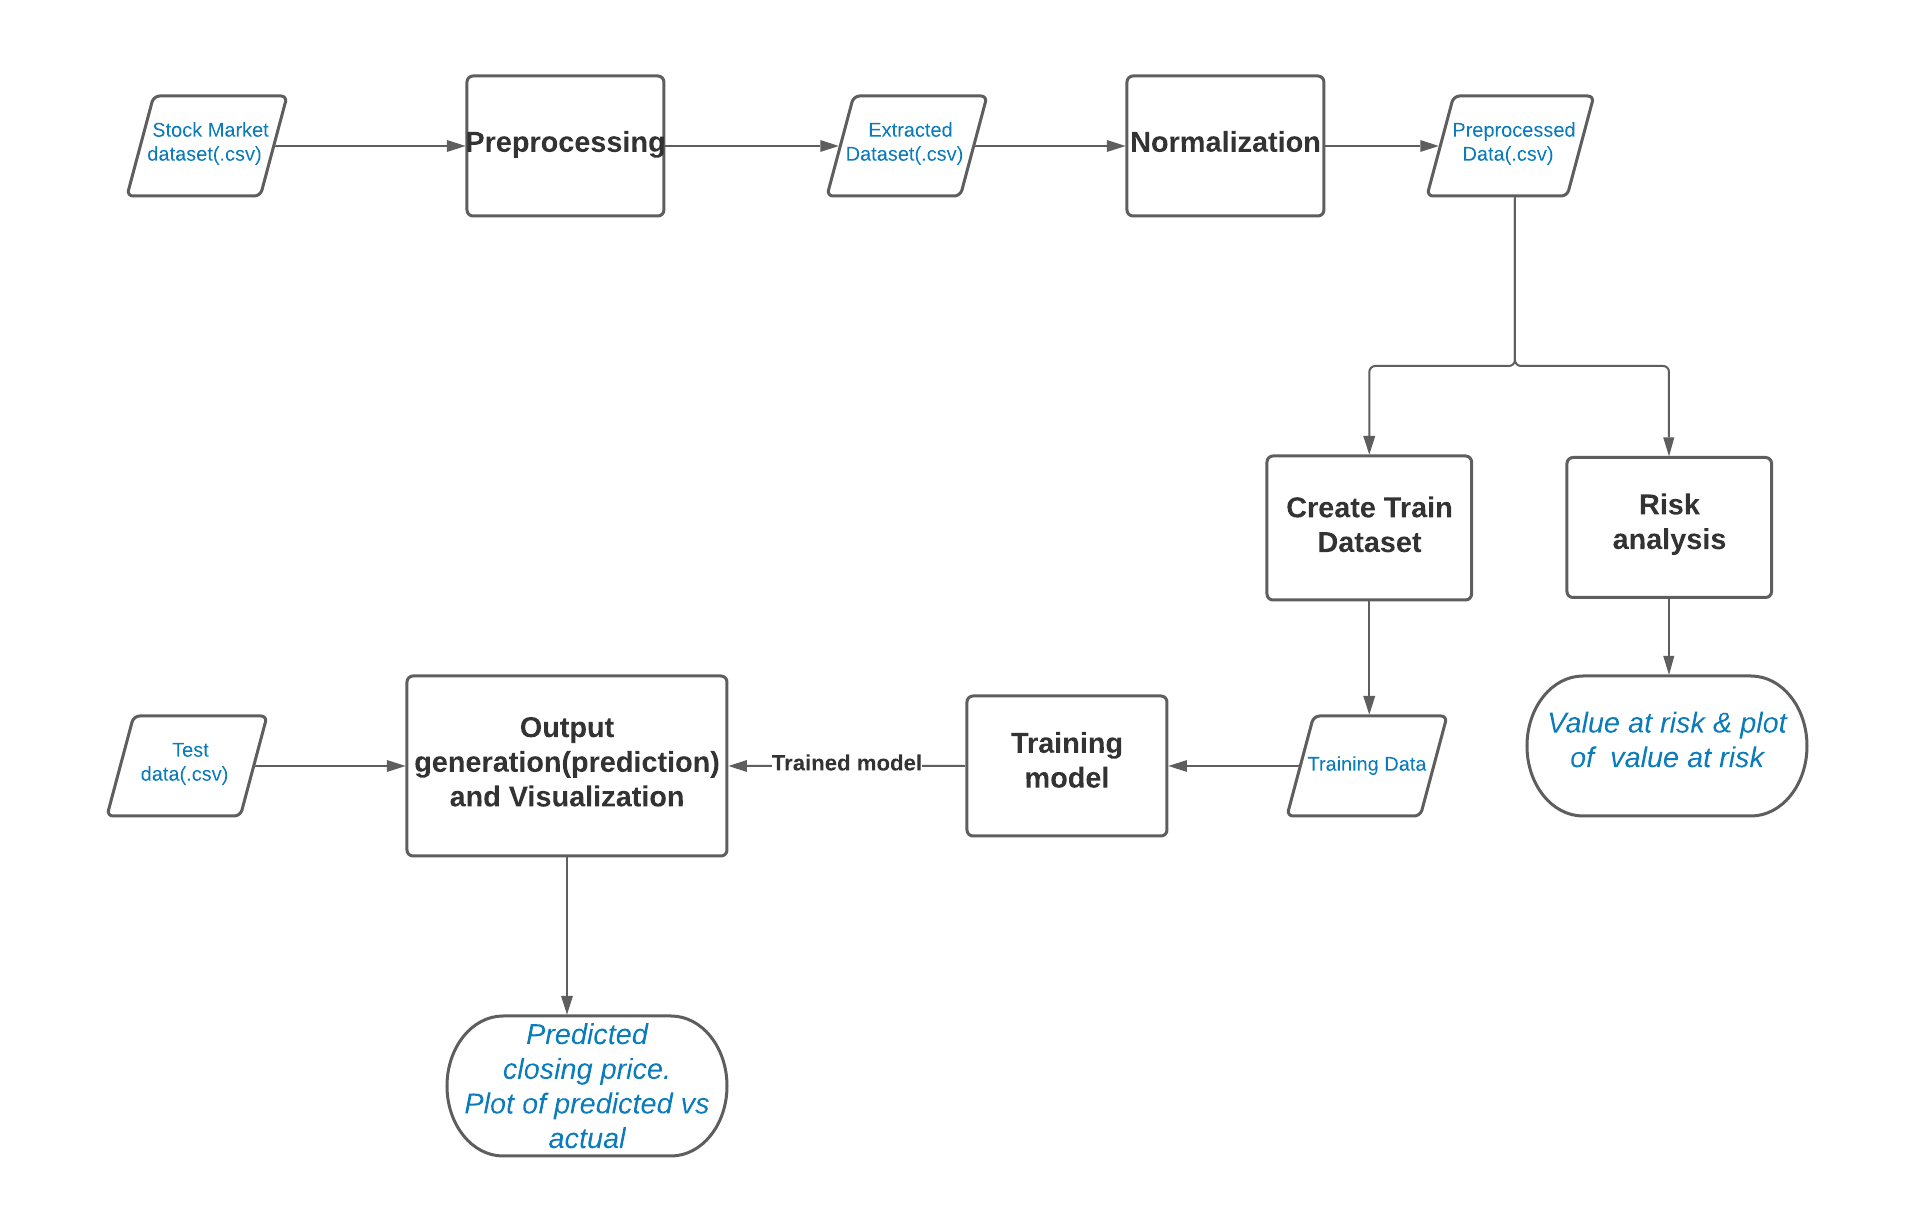 Stock Market
dataset(.csv)
Preprocessing
Extracted
Dataset(.csv)
Normalization
Preprocessed
Data(.csv)
Create Train
Dataset
Risk
analysis
Test
data(.csv)
Output
generation(prediction)
and Visualization
Trained model
Training
model
Training Data
Value at risk & plot
of  value at risk
Predicted
closing price.
Plot of predicted vs
actual